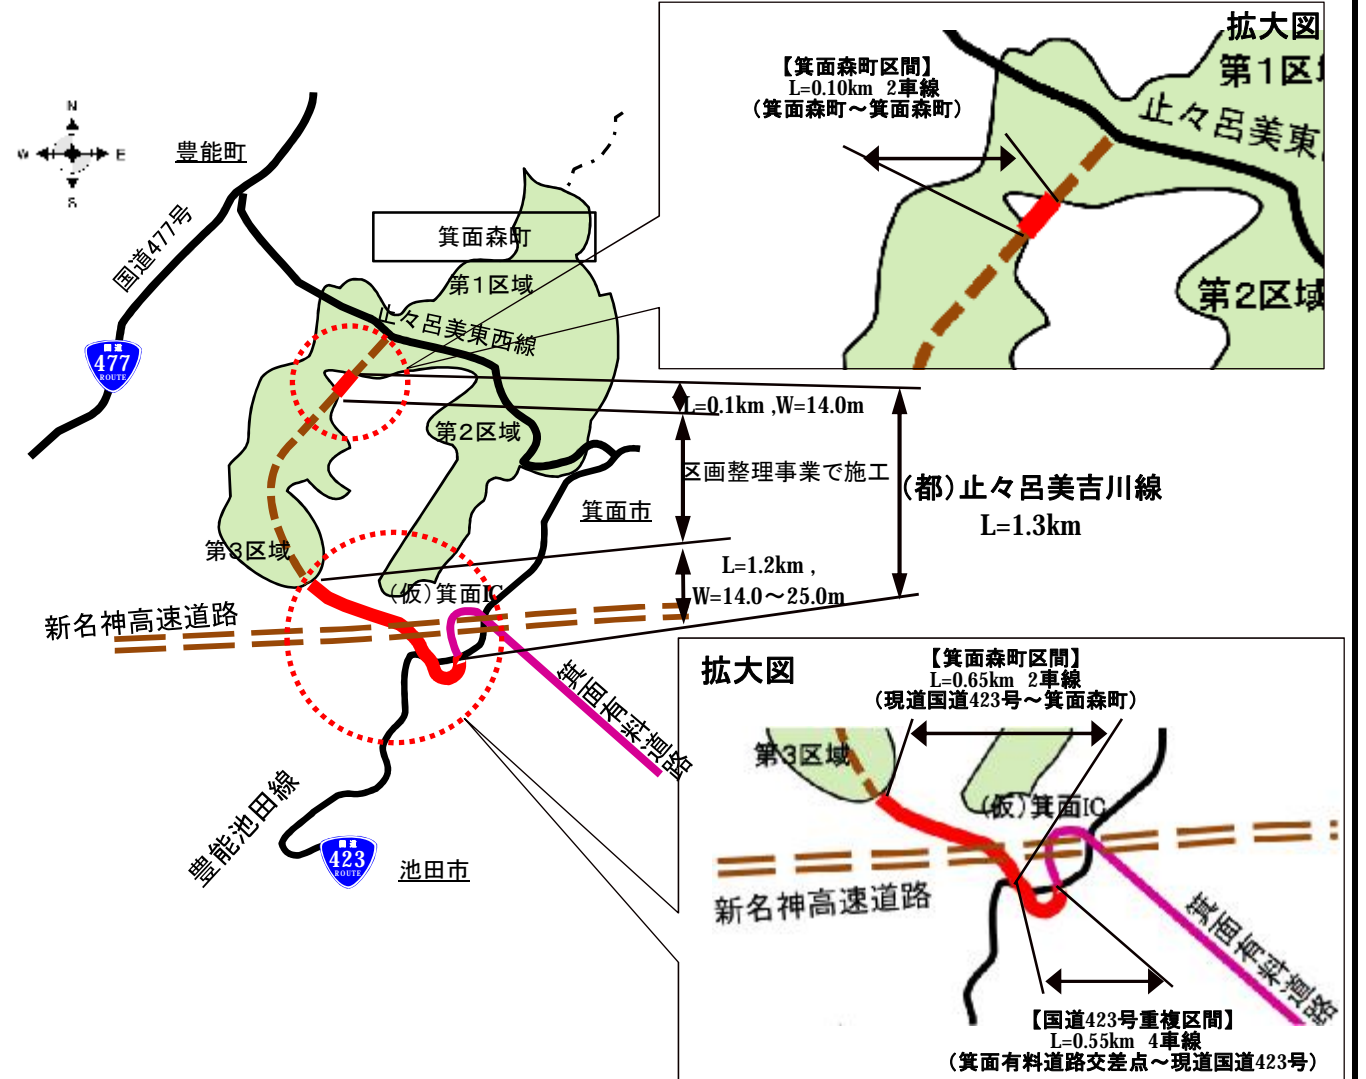 拡大図
【箕面森町区間】
L=0.10km 2車線
(箕面森町～箕面森町)
第1区域
止々呂美東
第2区域
N
W
E
S
豊能町
国道477号
国道
477
ROUTE
箕面森町
第1区域
止々呂美東西線
第2区域
L=0.1km ,W=14.0m
区画整理事業で施工
(都)止々呂美吉川線
L=1.3km
箕面市
第3区域
(仮)箕面IC
L=1.2km ,
W=14.0～25.0m
新名神高速道路
箕面有料道路
豊能池田線
国道
423
ROUTE
池田市
拡大図
【箕面森町区間】
L=0.65km 2車線
(現道国道423号～箕面森町)
第3区域
(仮)箕面IC
新名神高速道路
箕面有料道路
【国道423号重複区間】
L=0.55km 4車線
(箕面有料道路交差点～現道国道423号)